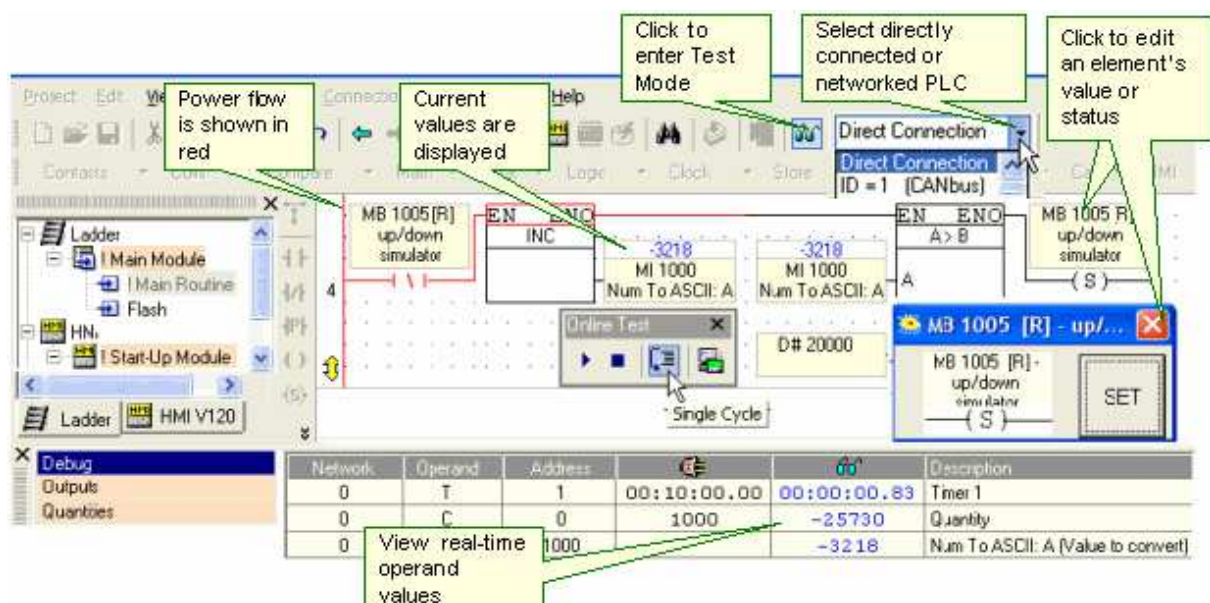 Click to
enter Test
Mode
Select directly
connected or
networked PLC
Click to edit
an element's
value or
status
Power flow
is shown in
red
Current
values are
displayed
Project Edit Help
Direct Connection
Direct Connection
ID =1 (CANbus)
Contacts Logic Clock Store
Ladder
! Main Module
! Main Routine
Flash
! Start-Up Module
Ladder HMI V120
4
MB 1005 [R]
up/down
simulator
EN ENO
INC
-3218
MI 1000
Num To ASCII: A
-3218
MI 1000
Num To ASCII: A
EN ENO
A> B
A
MB 1005 R
up/down
simulator
(S)
D# 20000
Online Test
Single Cycle
MB 1005 [R] - up/...
MB 1005 [R] -
up/down
simulator
(S)
SET
Debug
Outputs
Quantities
Network Operand Address Description
0 T 1 00:10:00.00 00:00:00.83 Timer 1
0 C 0 1000 -25730 Quantity
0 1000 -3218 Num To ASCII: A (Value to convert)
View real-time
operand
values